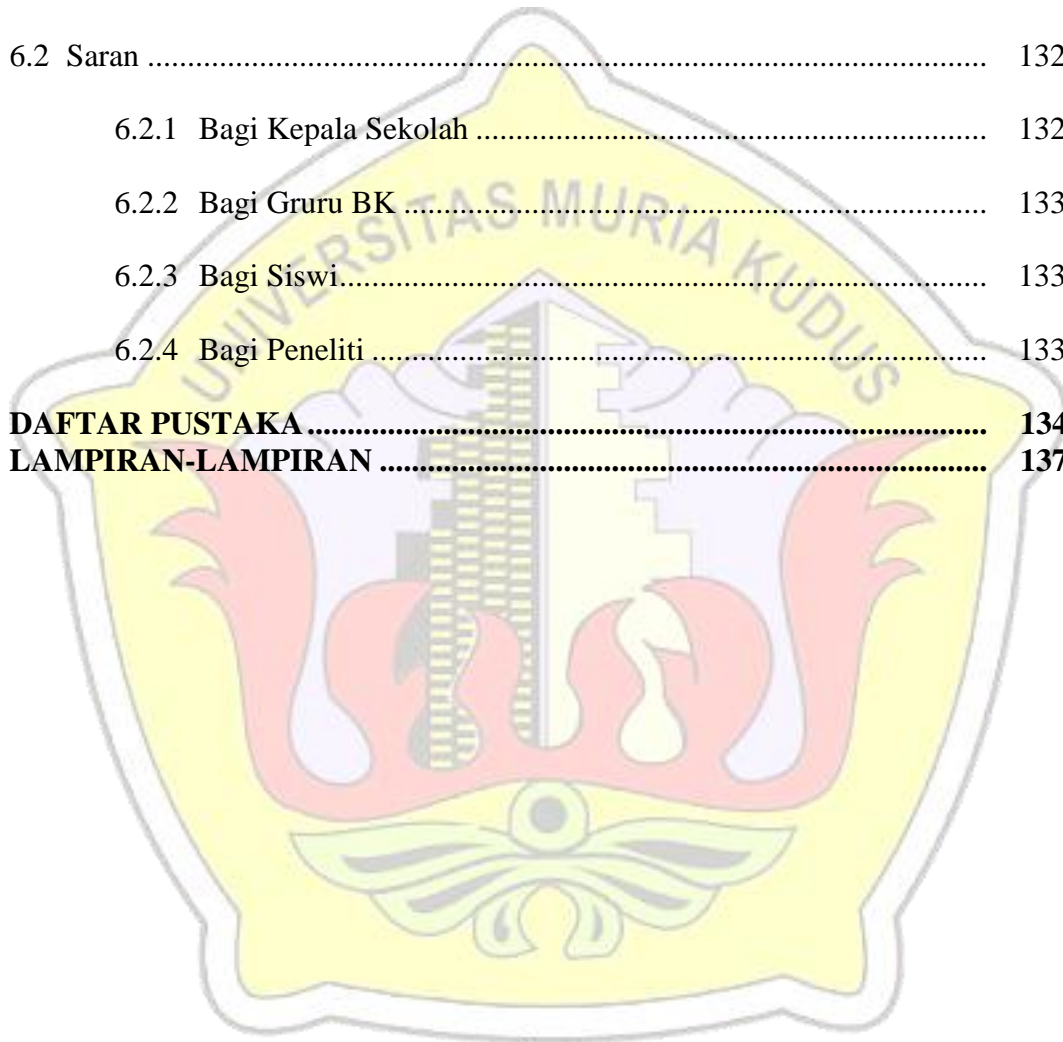 6.2 Saran ........................................................................................................ 132
6.2.1 Bagi Kepala Sekolah ................................................................ 132
6.2.2 Bagi Gruru BK ......................................................................... 133
6.2.3 Bagi Siswi................................................................................. 133
6.2.4 Bagi Peneliti ............................................................................. 133
DAFTAR PUSTAKA ..................................................................................... 134
LAMPIRAN-LAMPIRAN ............................................................................ 137
UNIVERSITAS MURIA KUDUS